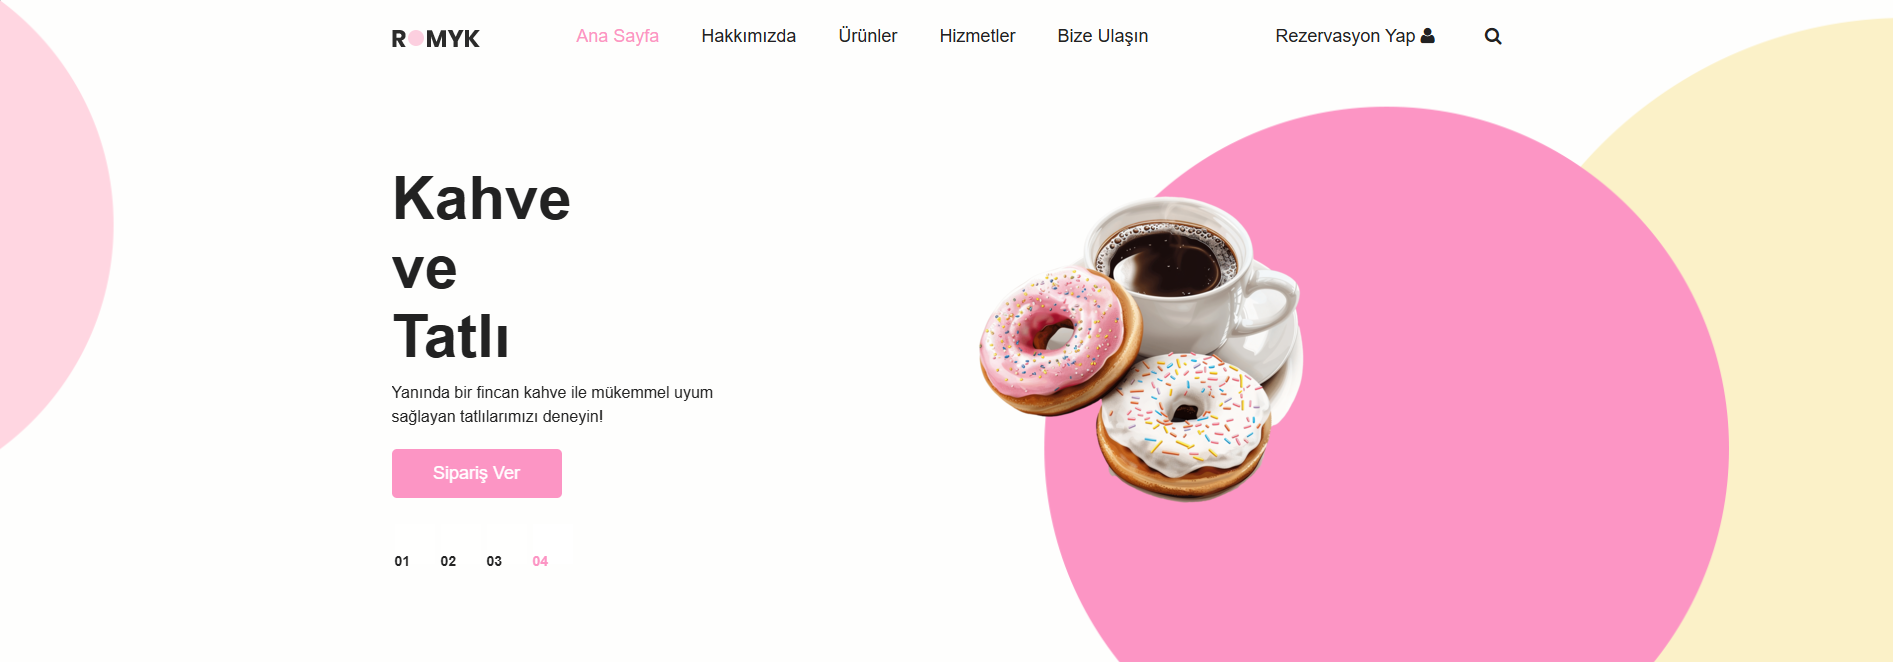 ROMYK
Ana Sayfa
Hakkımızda
Ürünler
Hizmetler
Bize Ulaşın
Rezervasyon Yap
Kahve
ve
Tatlı
Yanında bir fincan kahve ile mükemmel uyum
sağlayan tatlılarımızı deneyin!
Sipariş Ver
01 02 03 04